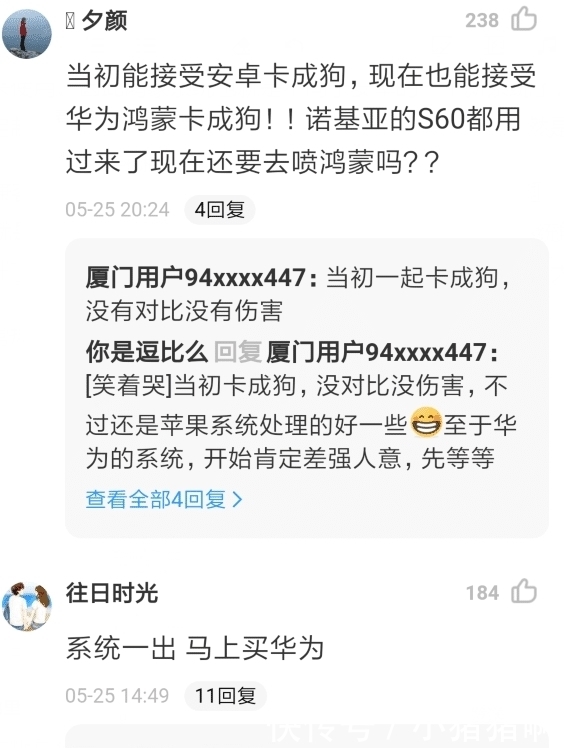 夕颜
238
当初能接受安卓卡成狗，现在也能接受
华为鸿蒙卡成狗！！诺基亚的S60都用
过来了现在还要去喷鸿蒙吗？？
05-25 20:24 4回复
厦门用户94xxxx447：当初一起卡成狗，
没有对比没有伤害
你是逗比么 回复 厦门用户94xxxx447：
[笑着哭]当初卡成狗，没对比没伤害，不
过还是苹果系统处理的好一些😁至于华
为的系统，开始肯定差强人意，先等等
查看全部4回复 >
往日时光
184
系统一出 马上买华为
05-25 14:49 11回复
快传号 / 小猪猪啊